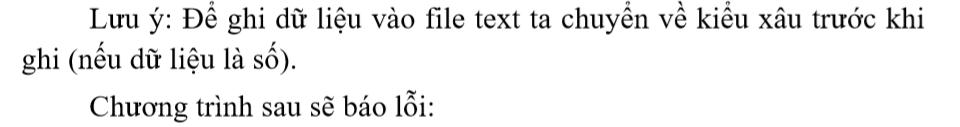 Lưu ý: Để ghi dữ liệu vào file text ta chuyển về kiểu xâu trước khi
ghi (nếu dữ liệu là số).
Chương trình sau sẽ báo lỗi: